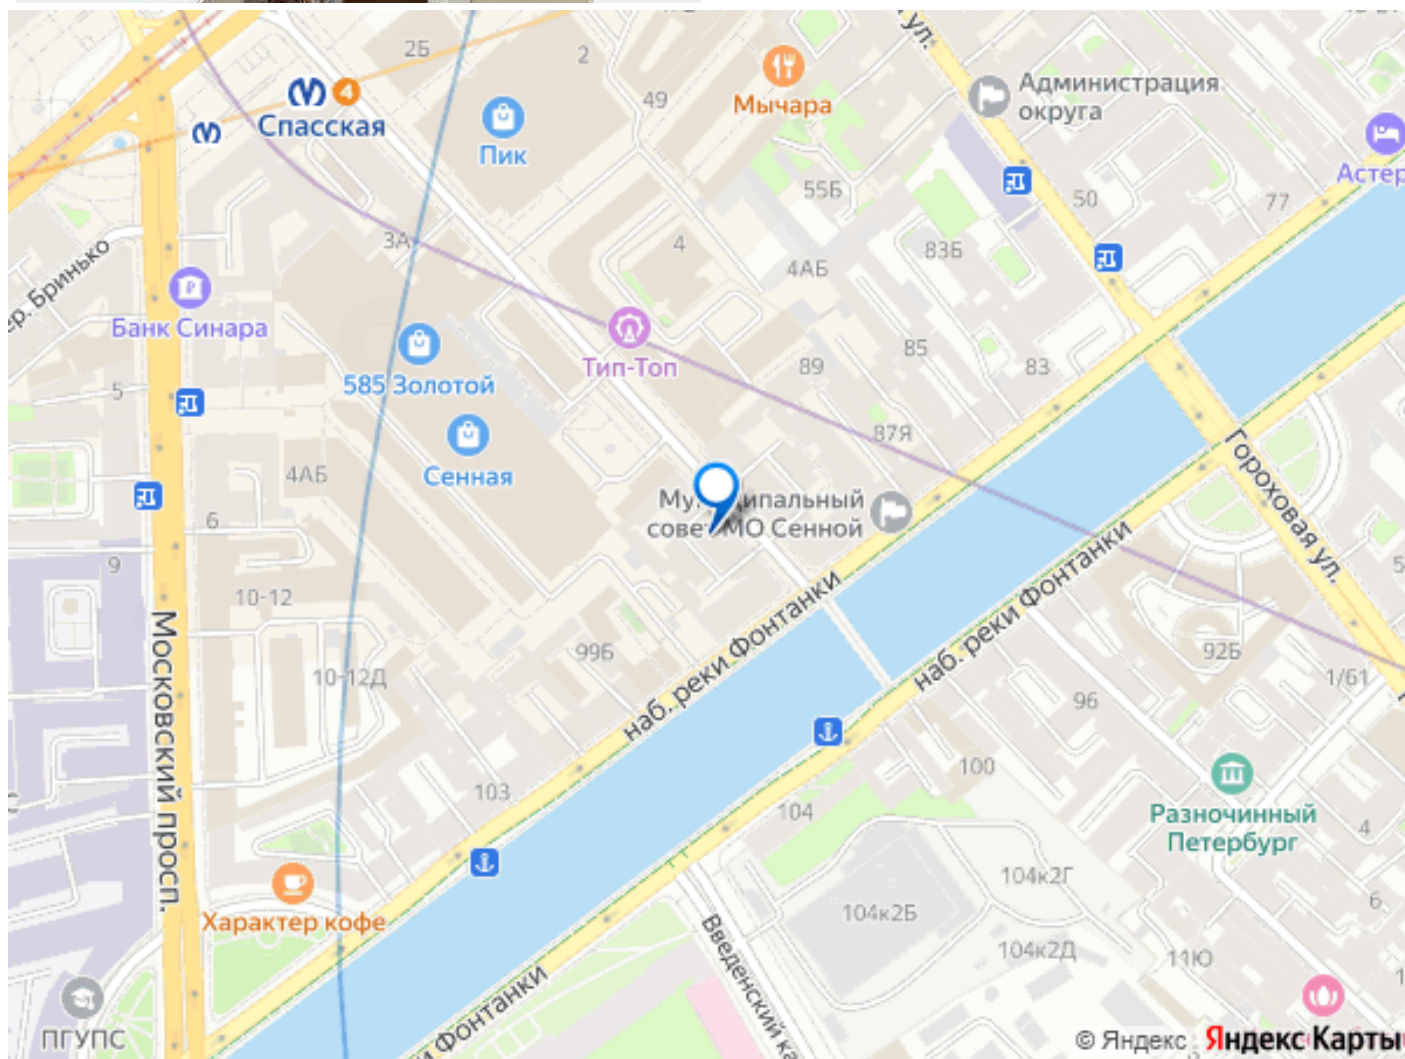 2Б
2
49
Мычара
Администрация
округа
ул.
4
Спасская
Пик
Астер
55Б
50
77
3А
4
4АБ
83Б
ер. Бринько
Банк Синара
585 Золотой
Тип-Топ
89
85
83
5
87Я
Сенная
4АБ
6
9
10-12
Муниципальный
совет МО Сенной
Гороховая ул.
наб. реки Фонтанки
наб. реки Фонтанки
99Б
10-12Д
92Б
5
1/61
96
Московский просп.
103
100
104
Разночинный
Петербург
4
6
Характер кофе
104к2Г
104к2Б
104к2Д
11Ю
1
Введенский ка
и Фонтанки
ПГУПС
© Яндекс Яндекс Карты